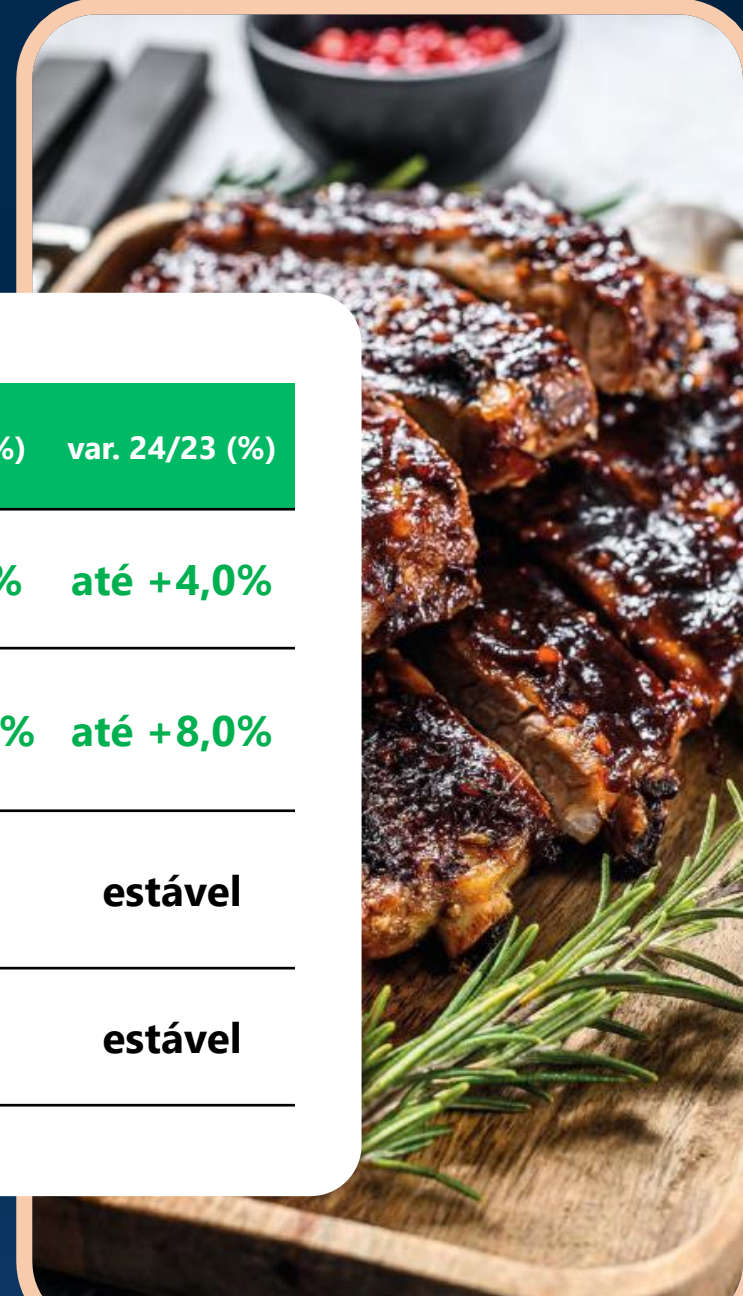 %) var. 24/23 (%)
% até +4,0%
% até +8,0%
estável
estável